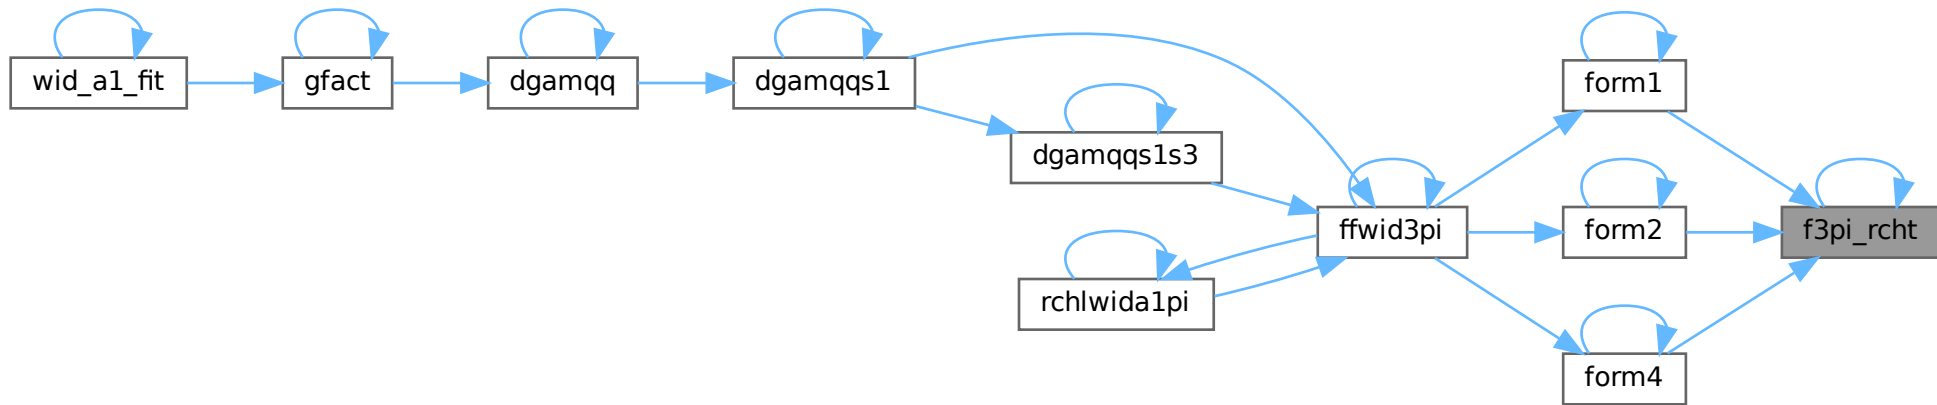 wid_a1_fit
gfact
dgamqq
dgamqqs1
dgamqqs1s3
rchlwida1pi
ffwid3pi
form1
form2
form4
f3pi_rcht